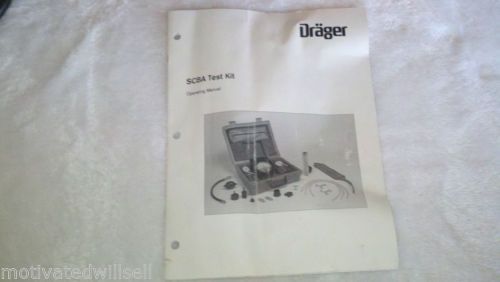 Dräger
SCBA Test Kit
Operating Manual
motivatedwillsell